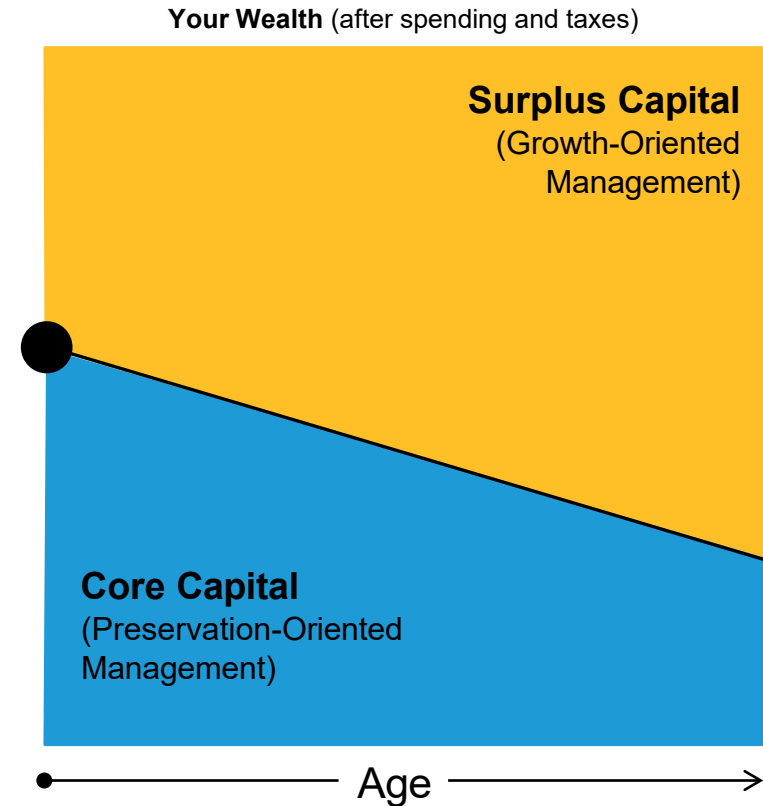 Your Wealth (after spending and taxes)
Surplus Capital
(Growth-Oriented
Management)
Core Capital
(Preservation-Oriented
Management)
Age